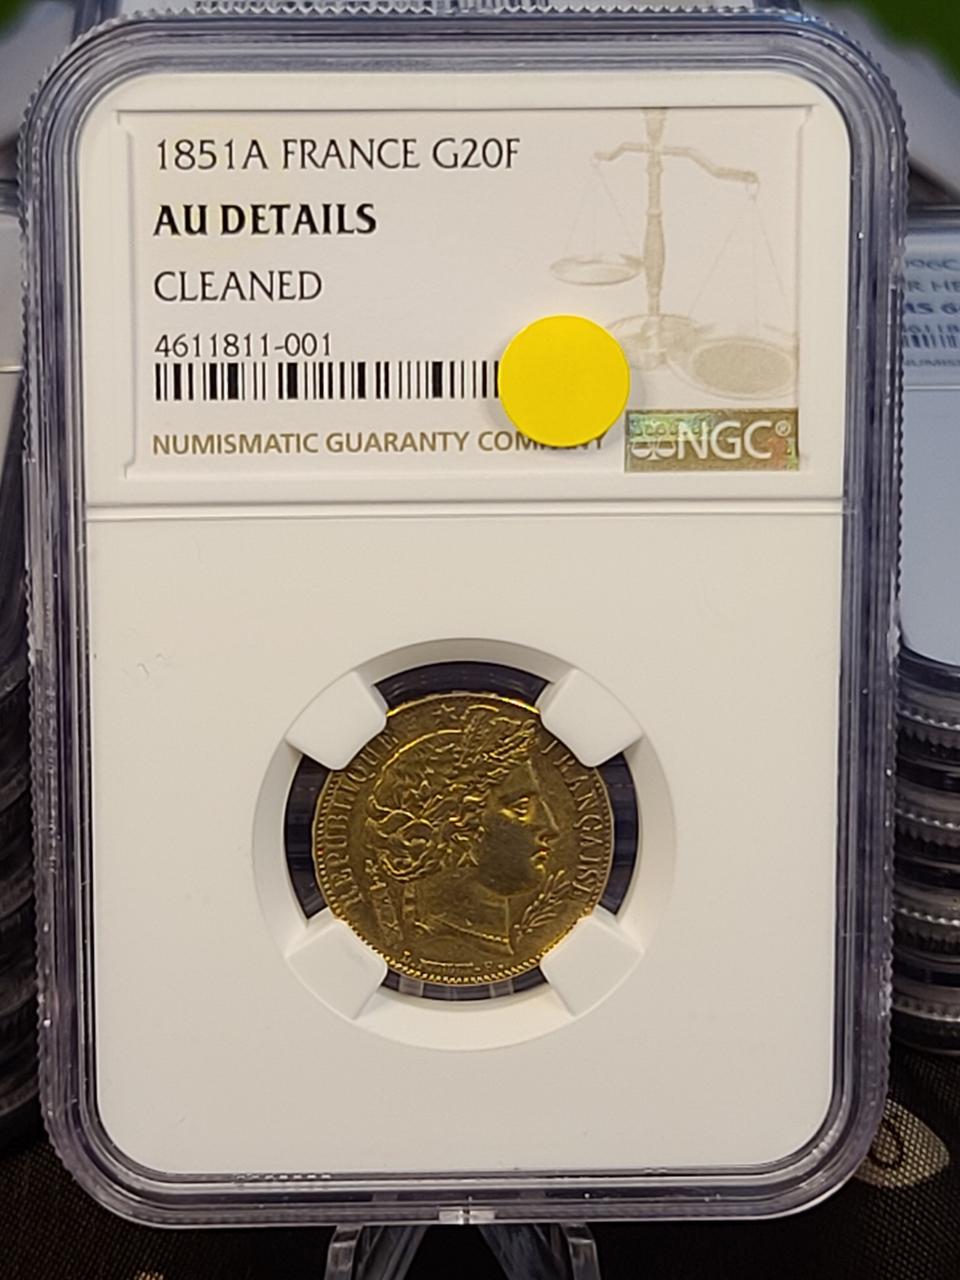 1851A FRANCE G20F
AU DETAILS
CLEANED
4611811-001
NUMISMATIC GUARANTY COMPANY
NGC®
REPUBLIQUE FRANÇAISE